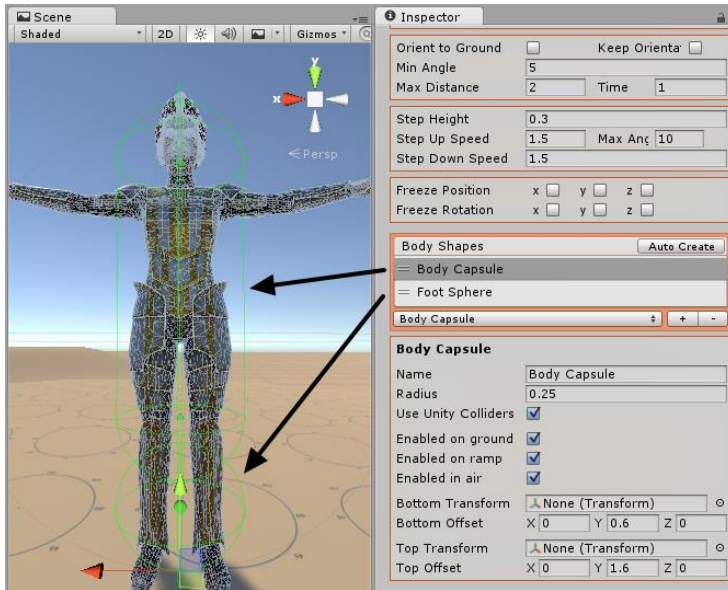 Scene
Shaded 2D Gizmos
y
x
Persp
Inspector
Orient to Ground Keep Orientat
Min Angle 5
Max Distance 2 Time 1
Step Height 0.3
Step Up Speed 1.5 Max Ang 10
Step Down Speed 1.5
Freeze Position x y z
Freeze Rotation x y z
Body Shapes Auto Create
= Body Capsule
= Foot Sphere
Body Capsule + -
Body Capsule
Name Body Capsule
Radius 0.25
Use Unity Colliders
Enabled on ground
Enabled on ramp
Enabled in air
Bottom Transform None (Transform)
Bottom Offset X 0 Y 0.6 Z 0
Top Transform None (Transform)
Top Offset X 0 Y 1.6 Z 0